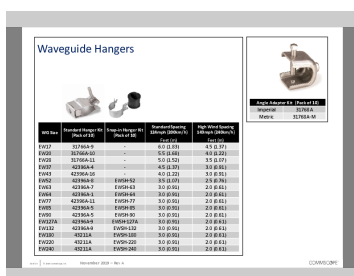 Waveguide Hangers
Angle Adapter Kit (Pack of 10)
Imperial 31768A
Metric 31768A-M
WG Size Standard Hanger Kit (Pack of 10) Snap-in Hanger Kit (Pack of 10) Standard Spacing 124mph (200km/h) High Wind Spacing 149mph (240km/h)
Feet (m) Feet (m)
EW17 31766A-9 - 6.0 (1.83) 4.5 (1.37)
EW20 31766A-10 - 5.5 (1.68) 4.0 (1.22)
EW28 31766A-11 - 5.0 (1.52) 3.5 (1.07)
EW37 42396A-4 - 4.5 (1.37) 3.0 (0.91)
EW43 42396A-16 - 4.0 (1.22) 3.0 (0.91)
EW52 42396A-8 EWSH-52 3.5 (1.07) 2.5 (0.76)
EW63 42396A-7 EWSH-63 3.0 (0.91) 2.0 (0.61)
EW64 42396A-1 EWSH-64 3.0 (0.91) 2.0 (0.61)
EW77 42396A-11 EWSH-77 3.0 (0.91) 2.0 (0.61)
EW85 42396A-5 EWSH-85 3.0 (0.91) 2.0 (0.61)
EW90 42396A-5 EWSH-90 3.0 (0.91) 2.0 (0.61)
EW127A 42396A-9 EWSH-127A 3.0 (0.91) 2.0 (0.61)
EW132 42396A-8 EWSH-132 3.0 (0.91) 2.0 (0.61)
EW180 43211A EWSH-180 3.0 (0.91) 2.0 (0.61)
EW220 43211A EWSH-220 3.0 (0.91) 2.0 (0.61)
EW240 43211A EWSH-240 3.0 (0.91) 2.0 (0.61)
November 2019 – Rev A
COMMSCOPE